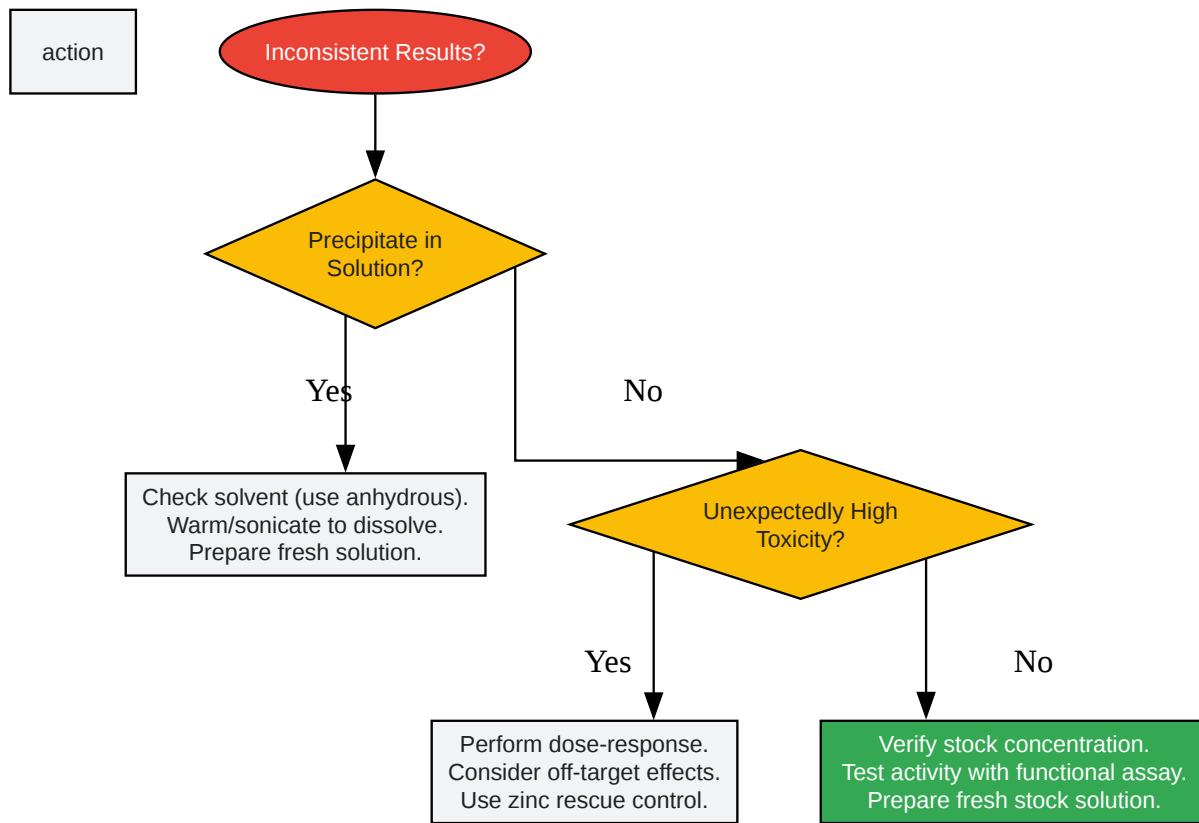 action
Inconsistent Results?
Precipitate in
Solution?
Yes
No
Check solvent (use anhydrous).
Warm/sonicate to dissolve.
Prepare fresh solution.
Unexpectedly High
Toxicity?
Yes
No
Perform dose-response.
Consider off-target effects.
Use zinc rescue control.
Verify stock concentration.
Test activity with functional assay.
Prepare fresh stock solution.